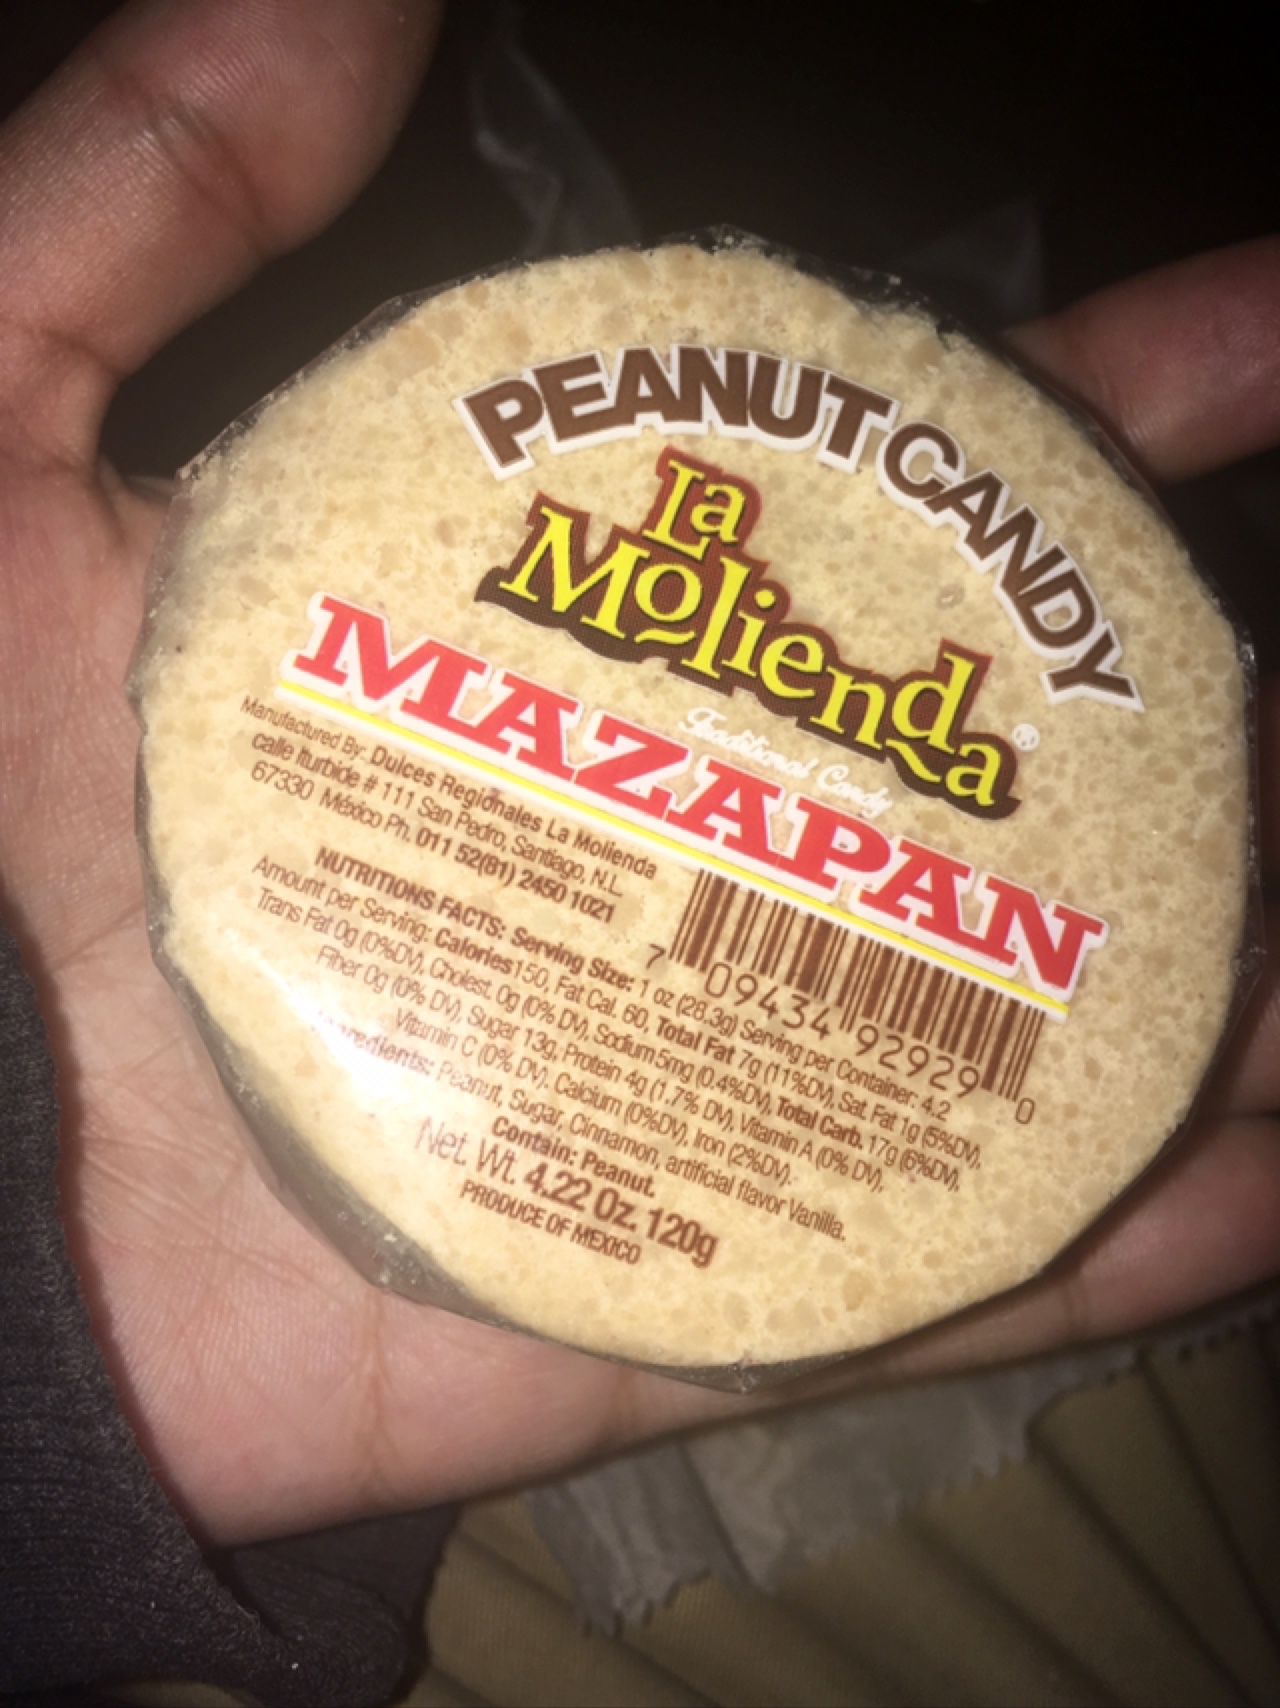 PEANUT CANDY
La
Molienda®
Traditional Candy
MAZAPAN
Manufactured By: Dulces Regionales La Molienda
calle Iturbide # 111 San Pedro, Santiago, N.L.
67330 México Ph. 011 52(81) 2450 1021
7 09434 92929 0
NUTRITIONS FACTS: Serving Size: 1 oz (28.3g) Serving per Container: 4.2
Amount per Serving: Calories 150, Fat Cal. 60, Total Fat 7g (11%DV), Sat. Fat 1g (5%DV),
Trans Fat 0g (0%DV), Cholest. 0g (0% DV), Sodium 5mg (0.4%DV), Total Carb. 17g (6%DV),
Fiber 0g (0% DV), Sugar 13g, Protein 4g (1.7% DV), Vitamin A (0% DV),
Vitamin C (0% DV), Calcium (0%DV), Iron (2%DV).
Ingredients: Peanut, Sugar, Cinnamon, artificial flavor Vanilla.
Contain: Peanut.
Net. Wt. 4.22 Oz. 120g
PRODUCE OF MEXICO